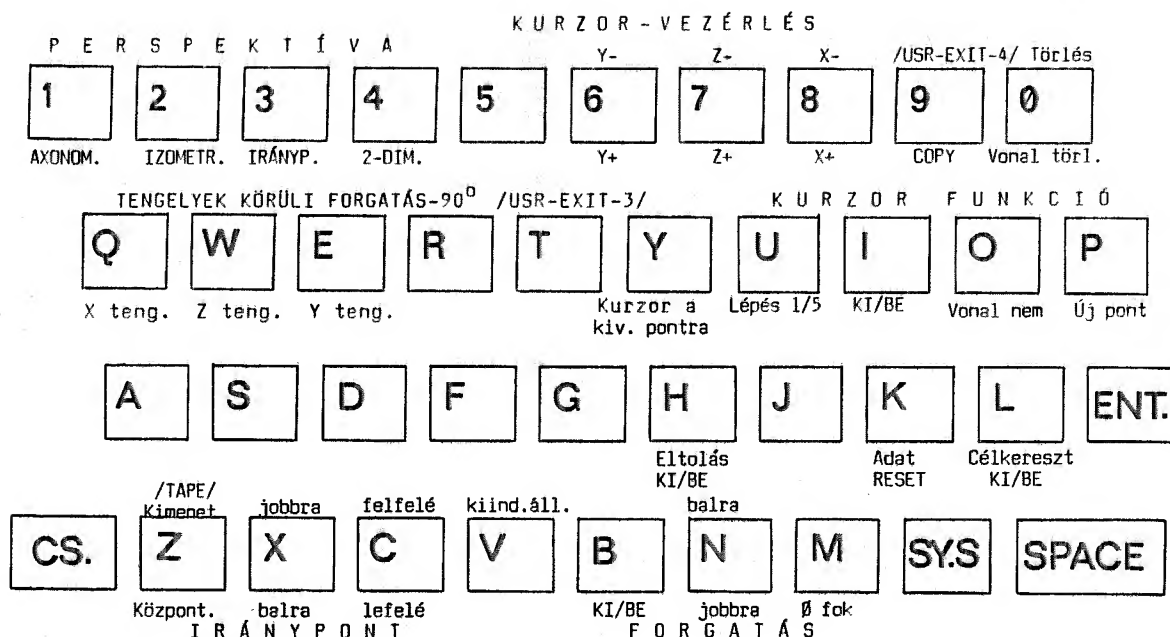 KURZOR-VEZÉRLÉS
PERSPEKTÍVA
Y- Z- X- /USR-EXIT-4/ Törlés
1 2 3 4 5 6 7 8 9 0
AXONOM. IZOMETR. IRÁNYP. 2-DIM. Y+ Z+ X+ COPY Vonal törl.
TENGELYEK KÖRÜLI FORGATÁS-90° /USR-EXIT-3/ KURZOR FUNKCIÓ
Q W E R T Y U I O P
X teng. Z teng. Y teng. Kurzor a Lépés 1/5 KI/BE Vonal nem Új pont
kiv. pontra
A S D F G H J K L ENT.
Eltolás Adat Célkereszt
KI/BE RESET KI/BE
/TAPE/
Kimenet jobbra felfelé kiind.áll. balra
CS. Z X C V B N M SY.S SPACE
Központ. balra lefelé KI/BE jobbra Ø fok
IRÁNYPONT FORGATÁS